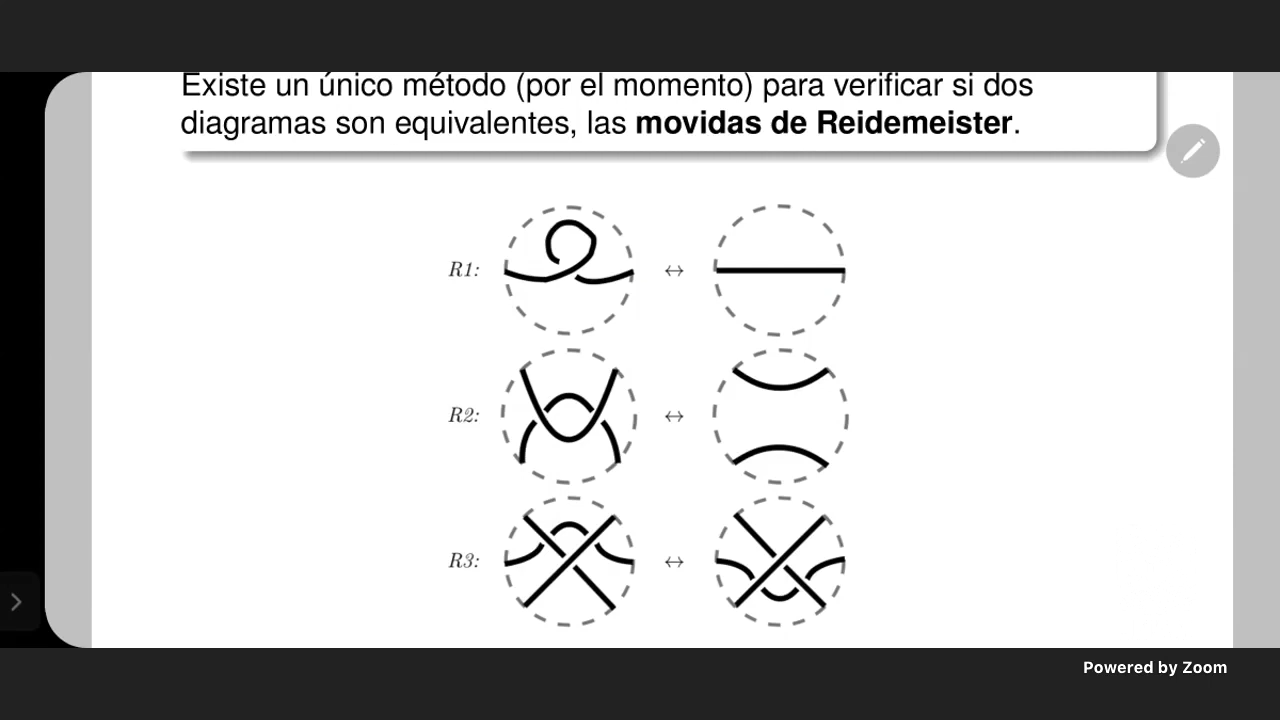 Existe un único método (por el momento) para verificar si dos
diagramas son equivalentes, las movidas de Reidemeister.
R1: ↔
R2: ↔
R3: ↔
Powered by Zoom